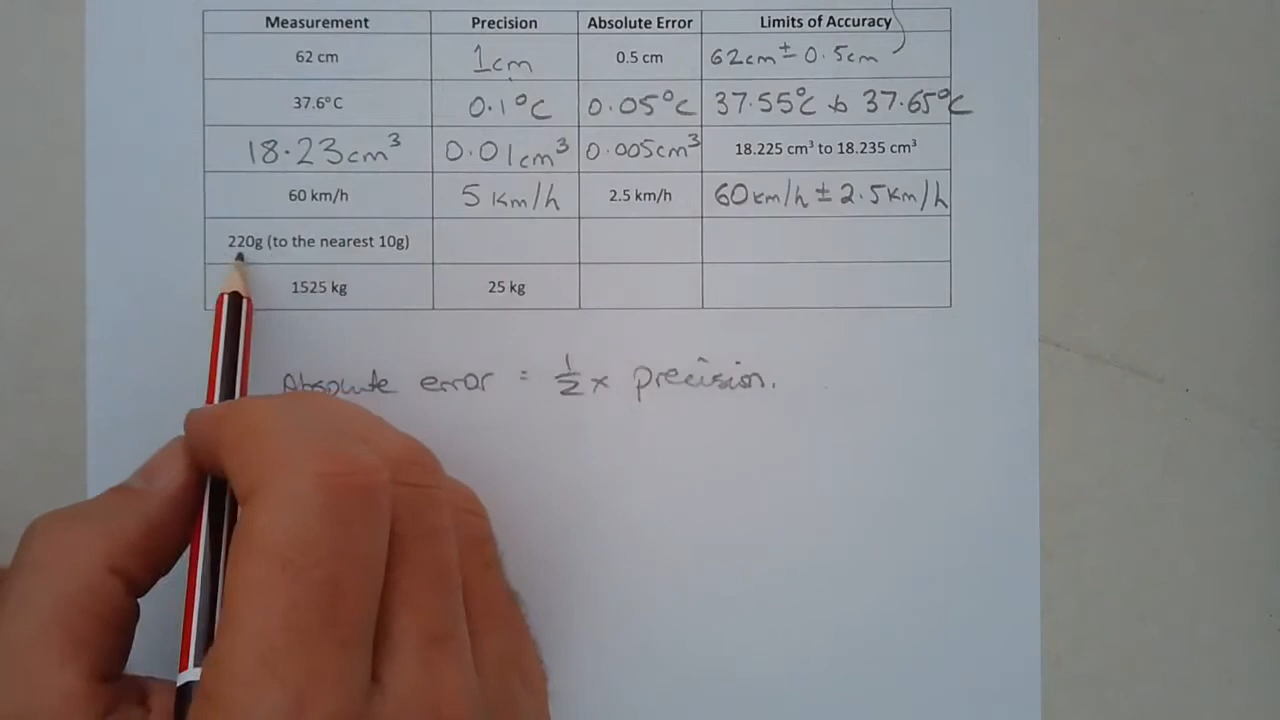 Measurement Precision Absolute Error Limits of Accuracy
62 cm 1cm 0.5 cm 62cm ± 0.5cm
37.6°C 0.1°C 0.05°C 37.55°C to 37.65°C
18.23cm³ 0.01cm³ 0.005cm³ 18.225 cm³ to 18.235 cm³
60 km/h 5 Km/h 2.5 km/h 60km/h ± 2.5Km/h
220g (to the nearest 10g)
1525 kg 25 kg
Absolute error = ½ x precision.